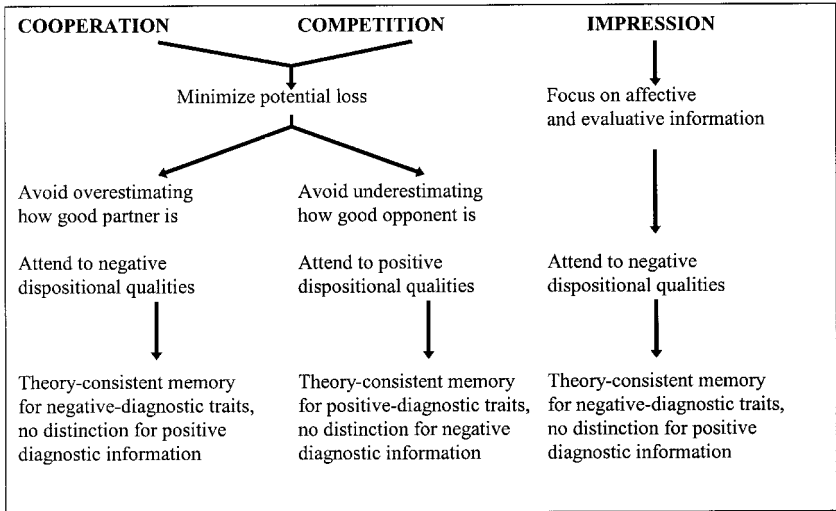 COOPERATION
COMPETITION
IMPRESSION
Minimize potential loss
Focus on affective
and evaluative information
Avoid overestimating
how good partner is
Avoid underestimating
how good opponent is
Attend to negative
dispositional qualities
Attend to positive
dispositional qualities
Attend to negative
dispositional qualities
Theory-consistent memory
for negative-diagnostic traits,
no distinction for positive
diagnostic information
Theory-consistent memory
for positive-diagnostic traits,
no distinction for negative
diagnostic information
Theory-consistent memory
for negative-diagnostic traits,
no distinction for positive
diagnostic information